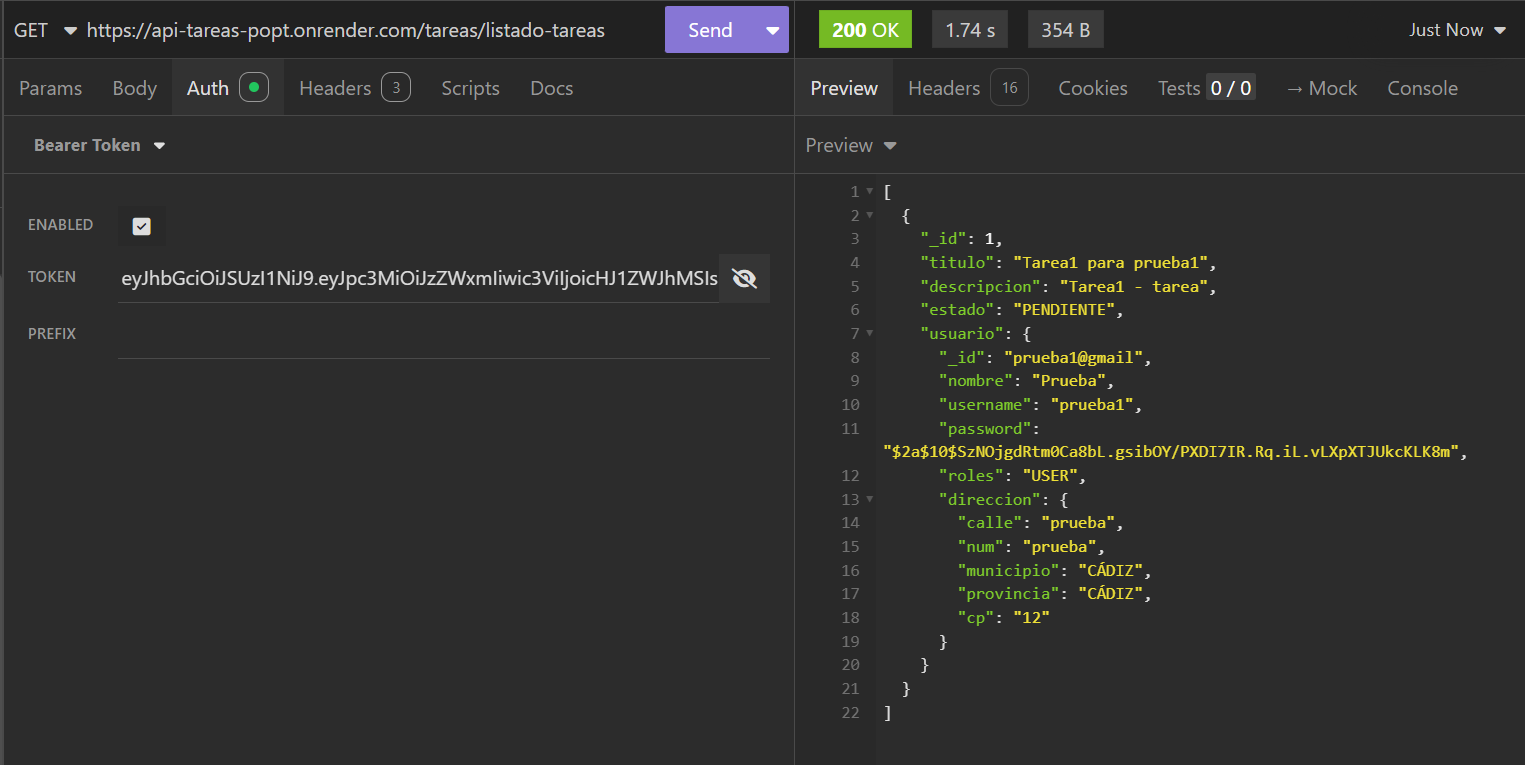 GET https://api-tareas-popt.onrender.com/tareas/listado-tareas Send
200 OK 1.74 s 354 B Just Now
Params Body Auth Headers 3 Scripts Docs
Preview Headers 16 Cookies Tests 0 / 0 → Mock Console
Bearer Token
ENABLED
TOKEN eyJhbGciOiJSUzI1NiJ9.eyJpc3MiOiJzZWxmIiwic3ViIjoicHJ1ZWJhMSIs
PREFIX
Preview
1 [
2 {
3 "_id": 1,
4 "titulo": "Tarea1 para prueba1",
5 "descripcion": "Tarea1 - tarea",
6 "estado": "PENDIENTE",
7 "usuario": {
8 "_id": "prueba1@gmail",
9 "nombre": "Prueba",
10 "username": "prueba1",
11 "password":
"$2a$10$SzNOjgdRtm0Ca8bL.gsibOY/PXDI7IR.Rq.iL.vLXpXTJUkcKLK8m",
12 "roles": "USER",
13 "direccion": {
14 "calle": "prueba",
15 "num": "prueba",
16 "municipio": "CÁDIZ",
17 "provincia": "CÁDIZ",
18 "cp": "12"
19 }
20 }
21 }
22 ]